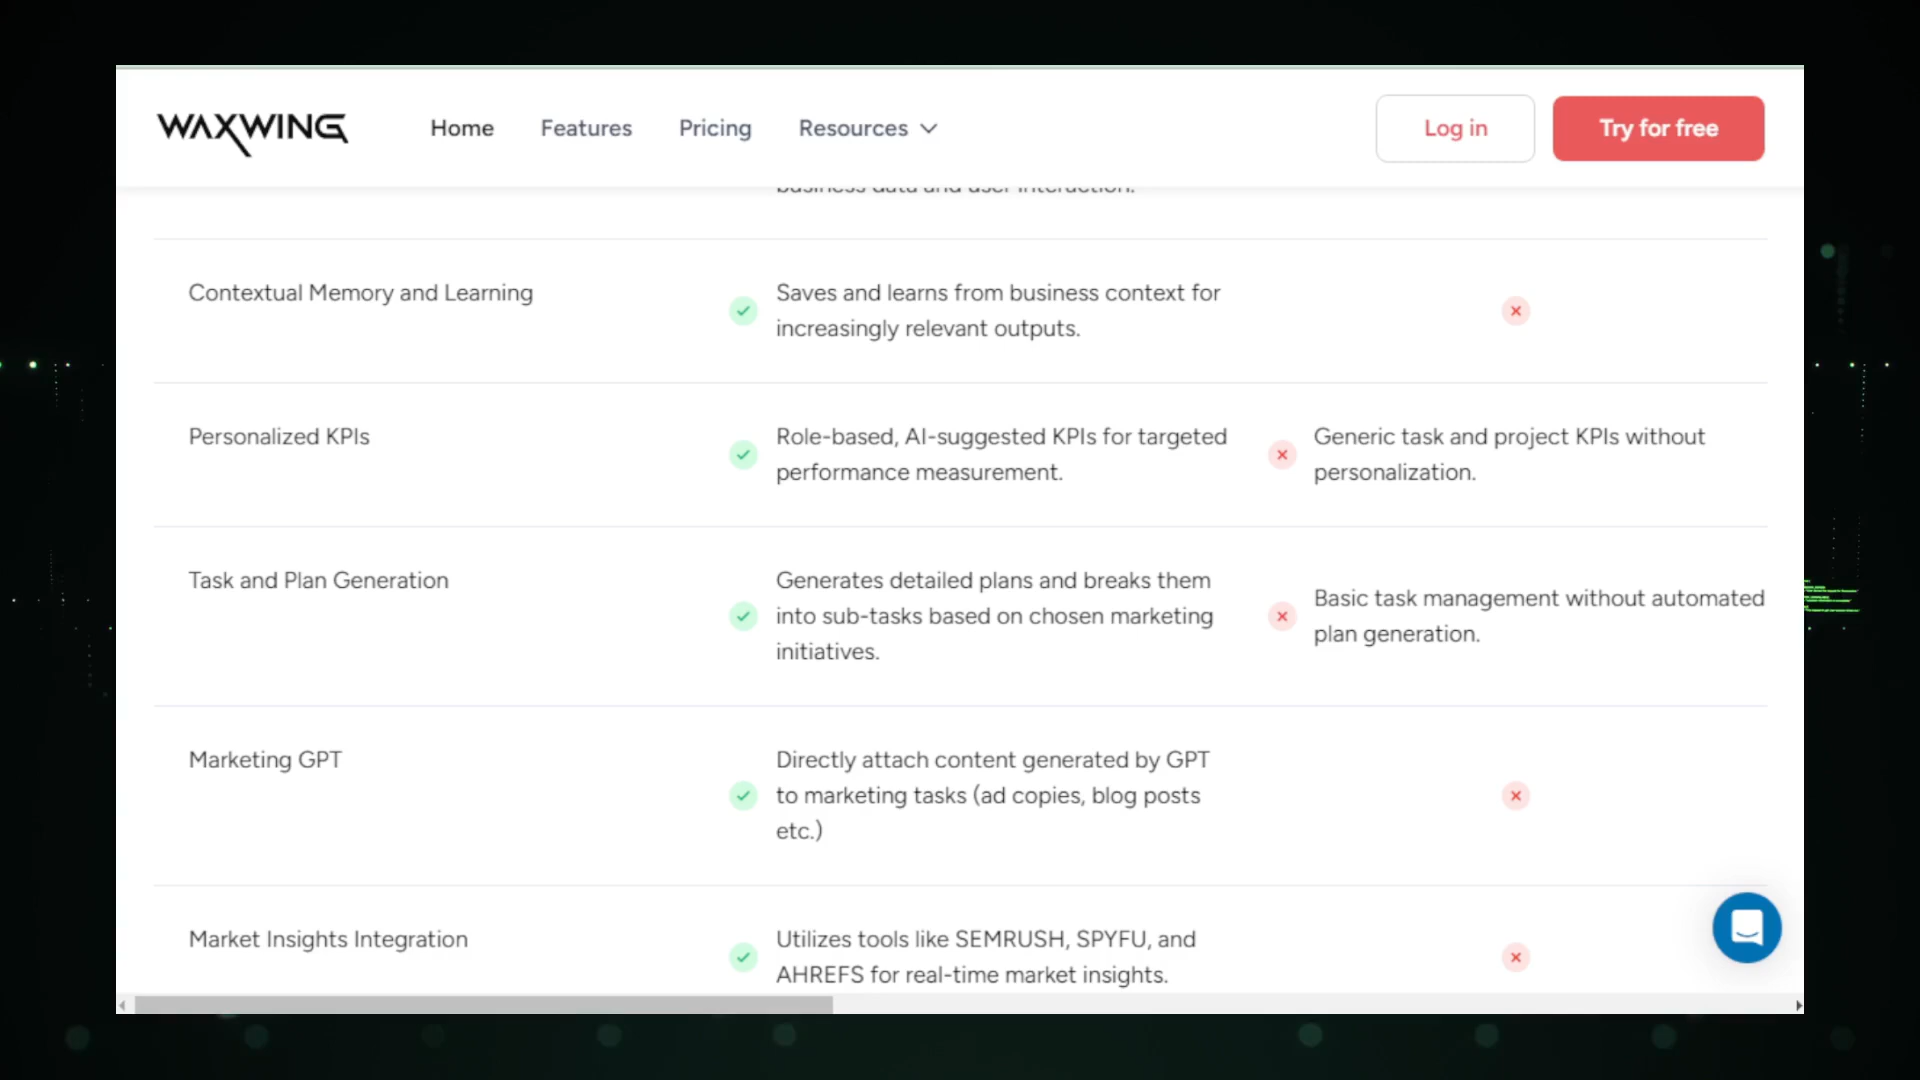 WAXWING
Home
Features
Pricing
Resources
Log in
Try for free
business data and user interaction.
Contextual Memory and Learning
Saves and learns from business context for
increasingly relevant outputs.
Personalized KPIs
Role-based, AI-suggested KPIs for targeted
performance measurement.
Generic task and project KPIs without
personalization.
Task and Plan Generation
Generates detailed plans and breaks them
into sub-tasks based on chosen marketing
initiatives.
Basic task management without automated
plan generation.
Marketing GPT
Directly attach content generated by GPT
to marketing tasks (ad copies, blog posts
etc.)
Market Insights Integration
Utilizes tools like SEMRUSH, SPYFU, and
AHREFS for real-time market insights.